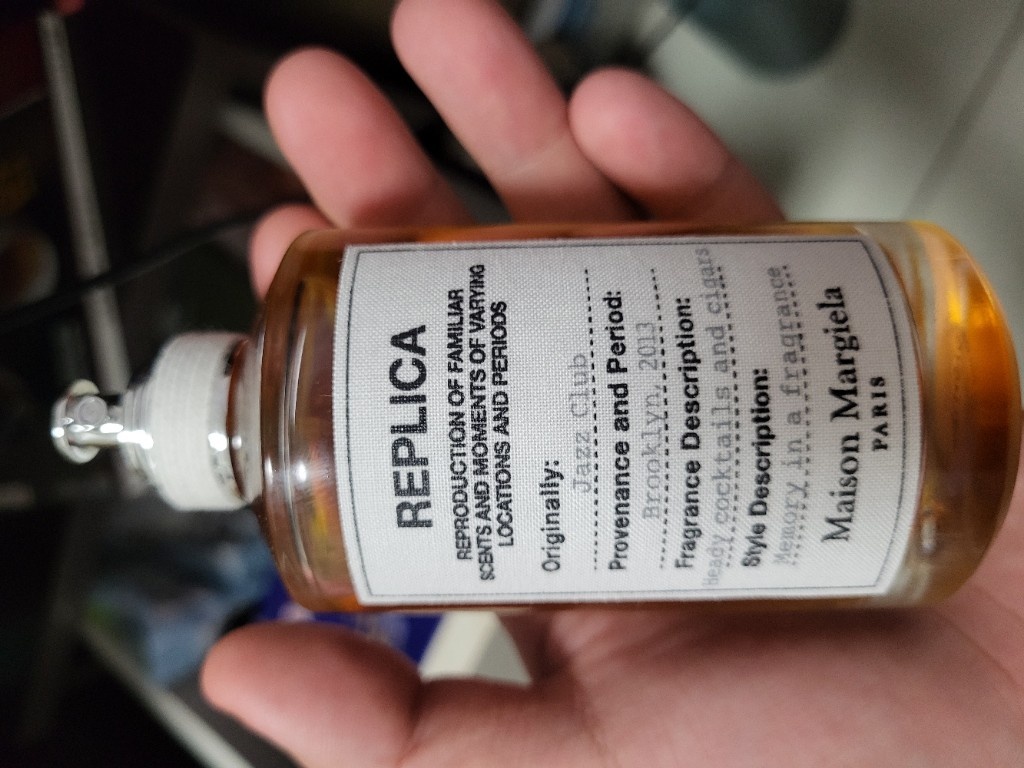 REPLICA
REPRODUCTION OF FAMILIAR
SCENTS AND MOMENTS OF VARYING
LOCATIONS AND PERIODS
Originally:
Jazz Club
Provenance and Period:
Brooklyn, 2013
Fragrance Description:
Heady cocktails and cigars
Style Description:
Memory in a fragrance
Maison Margiela
PARIS